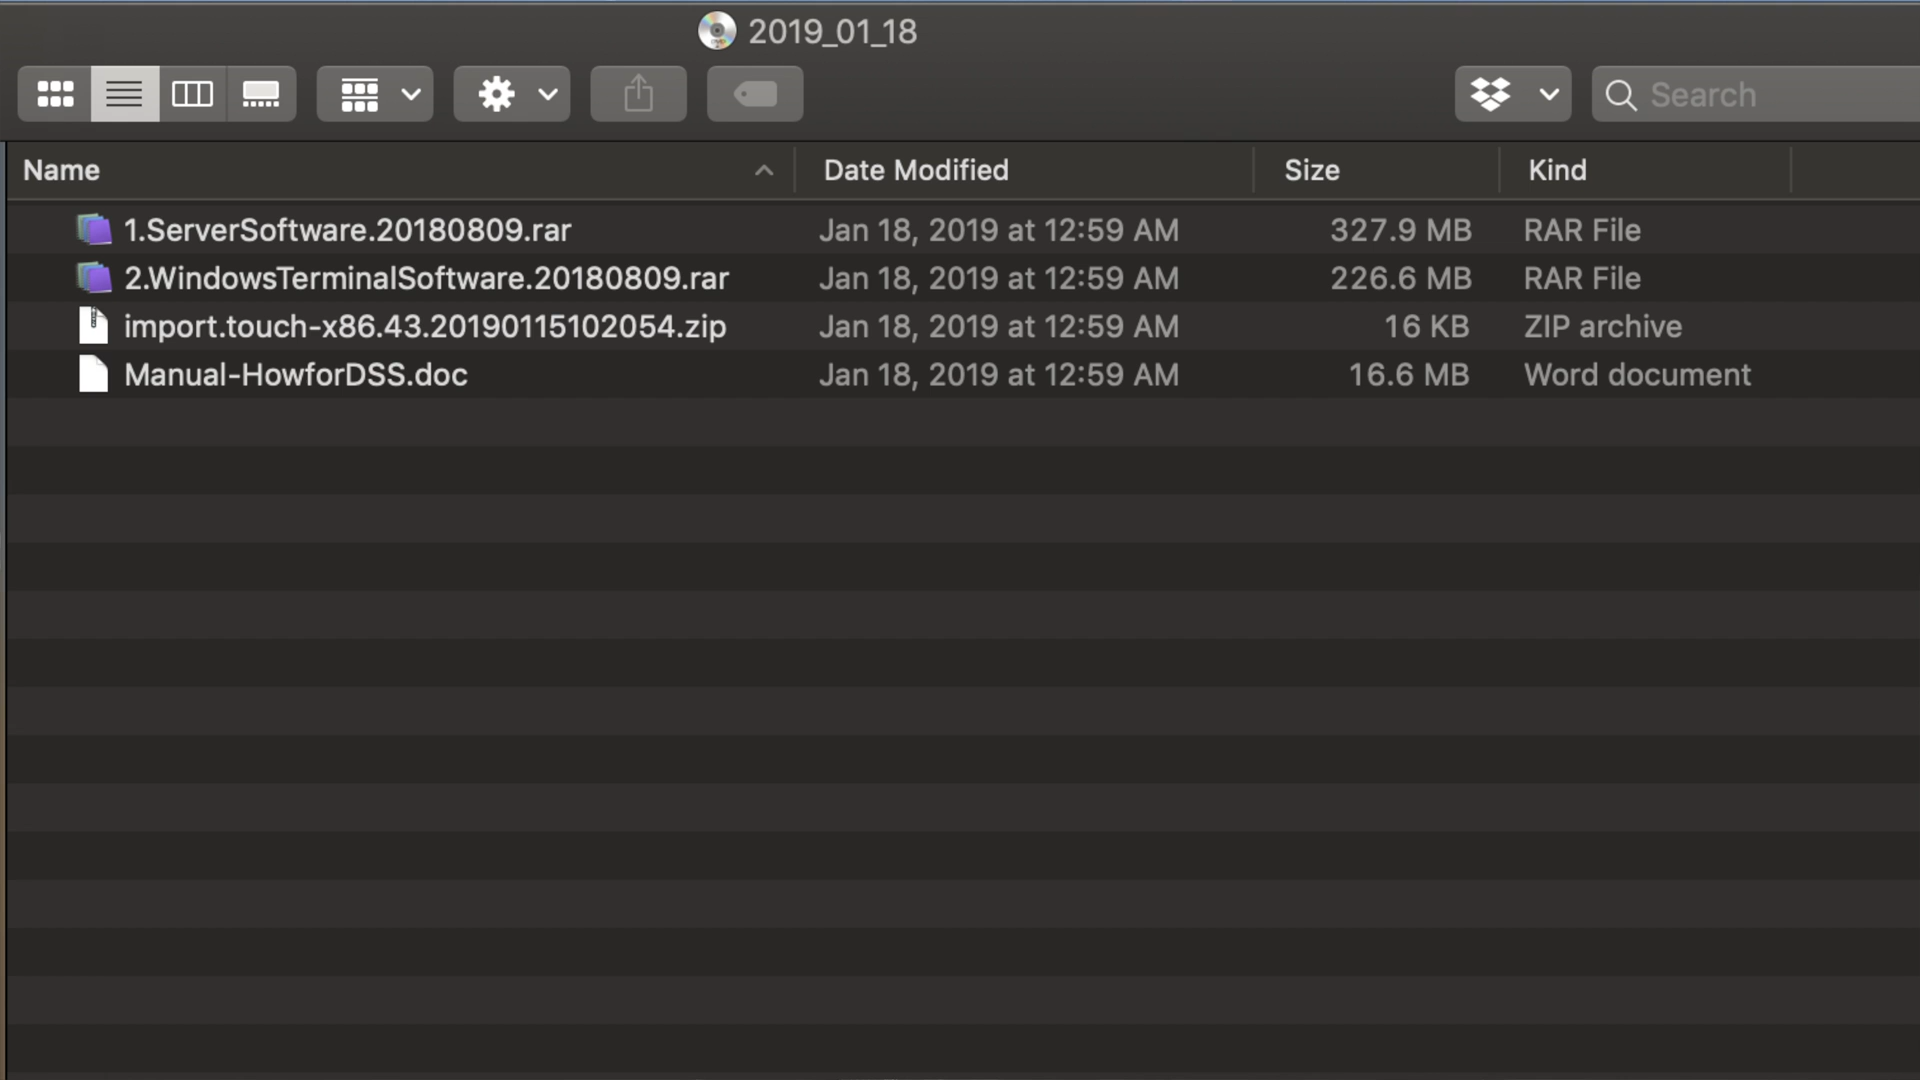 2019_01_18
Search
Name Date Modified Size Kind
1.ServerSoftware.20180809.rar Jan 18, 2019 at 12:59 AM 327.9 MB RAR File
2.WindowsTerminalSoftware.20180809.rar Jan 18, 2019 at 12:59 AM 226.6 MB RAR File
import.touch-x86.43.20190115102054.zip Jan 18, 2019 at 12:59 AM 16 KB ZIP archive
Manual-HowforDSS.doc Jan 18, 2019 at 12:59 AM 16.6 MB Word document